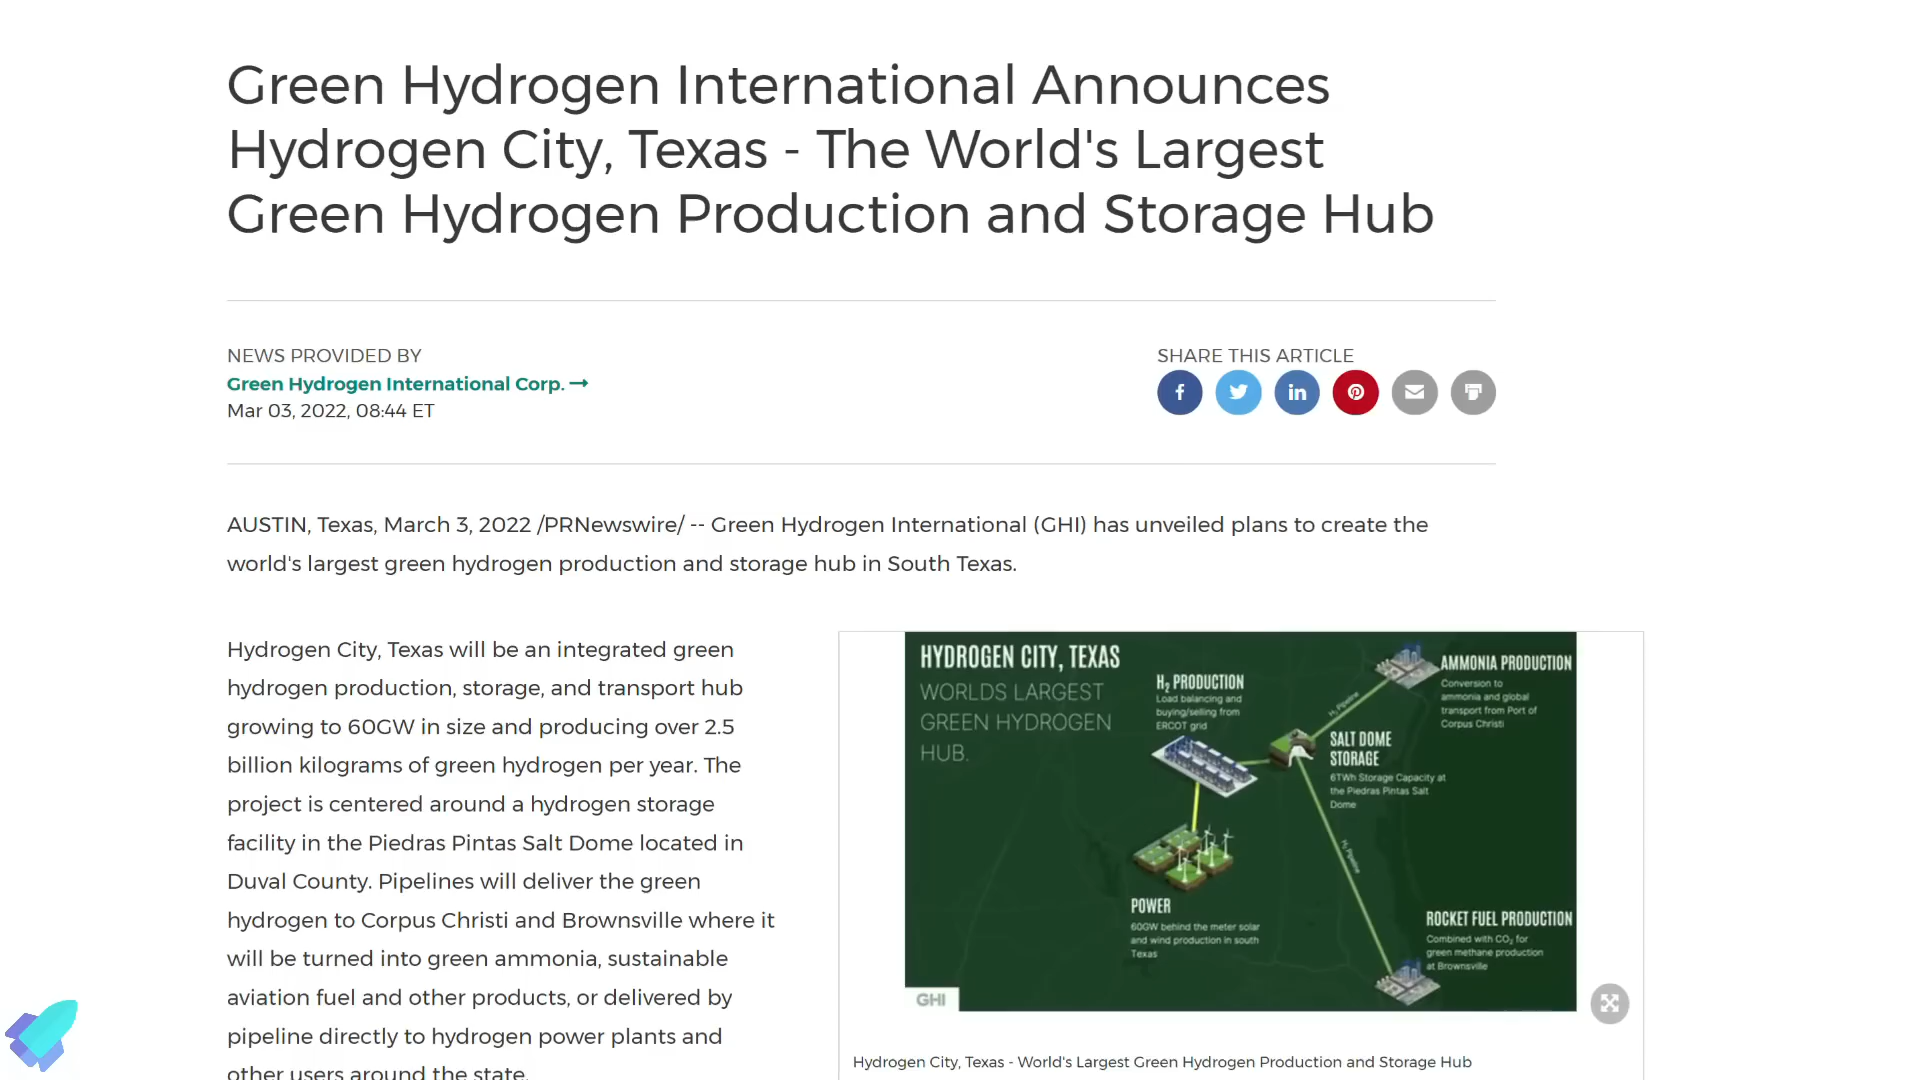 Green Hydrogen International Announces
Hydrogen City, Texas - The World's Largest
Green Hydrogen Production and Storage Hub
NEWS PROVIDED BY
Green Hydrogen International Corp. →
Mar 03, 2022, 08:44 ET
SHARE THIS ARTICLE
AUSTIN, Texas, March 3, 2022 /PRNewswire/ -- Green Hydrogen International (GHI) has unveiled plans to create the
world's largest green hydrogen production and storage hub in South Texas.
Hydrogen City, Texas will be an integrated green
hydrogen production, storage, and transport hub
growing to 60GW in size and producing over 2.5
billion kilograms of green hydrogen per year. The
project is centered around a hydrogen storage
facility in the Piedras Pintas Salt Dome located in
Duval County. Pipelines will deliver the green
hydrogen to Corpus Christi and Brownsville where it
will be turned into green ammonia, sustainable
aviation fuel and other products, or delivered by
pipeline directly to hydrogen power plants and
other users around the state.
HYDROGEN CITY, TEXAS
WORLDS LARGEST
GREEN HYDROGEN
HUB.
H₂ PRODUCTION
Load balancing and
buying/selling from
ERCOT grid
H₂ Pipeline
AMMONIA PRODUCTION
Conversion to
ammonia and global
transport from Port of
Corpus Christi
SALT DOME
STORAGE
6TWh Storage Capacity at
the Piedras Pintas Salt
Dome
H₂ Pipeline
POWER
60GW behind the meter solar
and wind production in south
Texas
ROCKET FUEL PRODUCTION
Combined with CO₂ for
green methane production
at Brownsville
GHI
Hydrogen City, Texas - World's Largest Green Hydrogen Production and Storage Hub